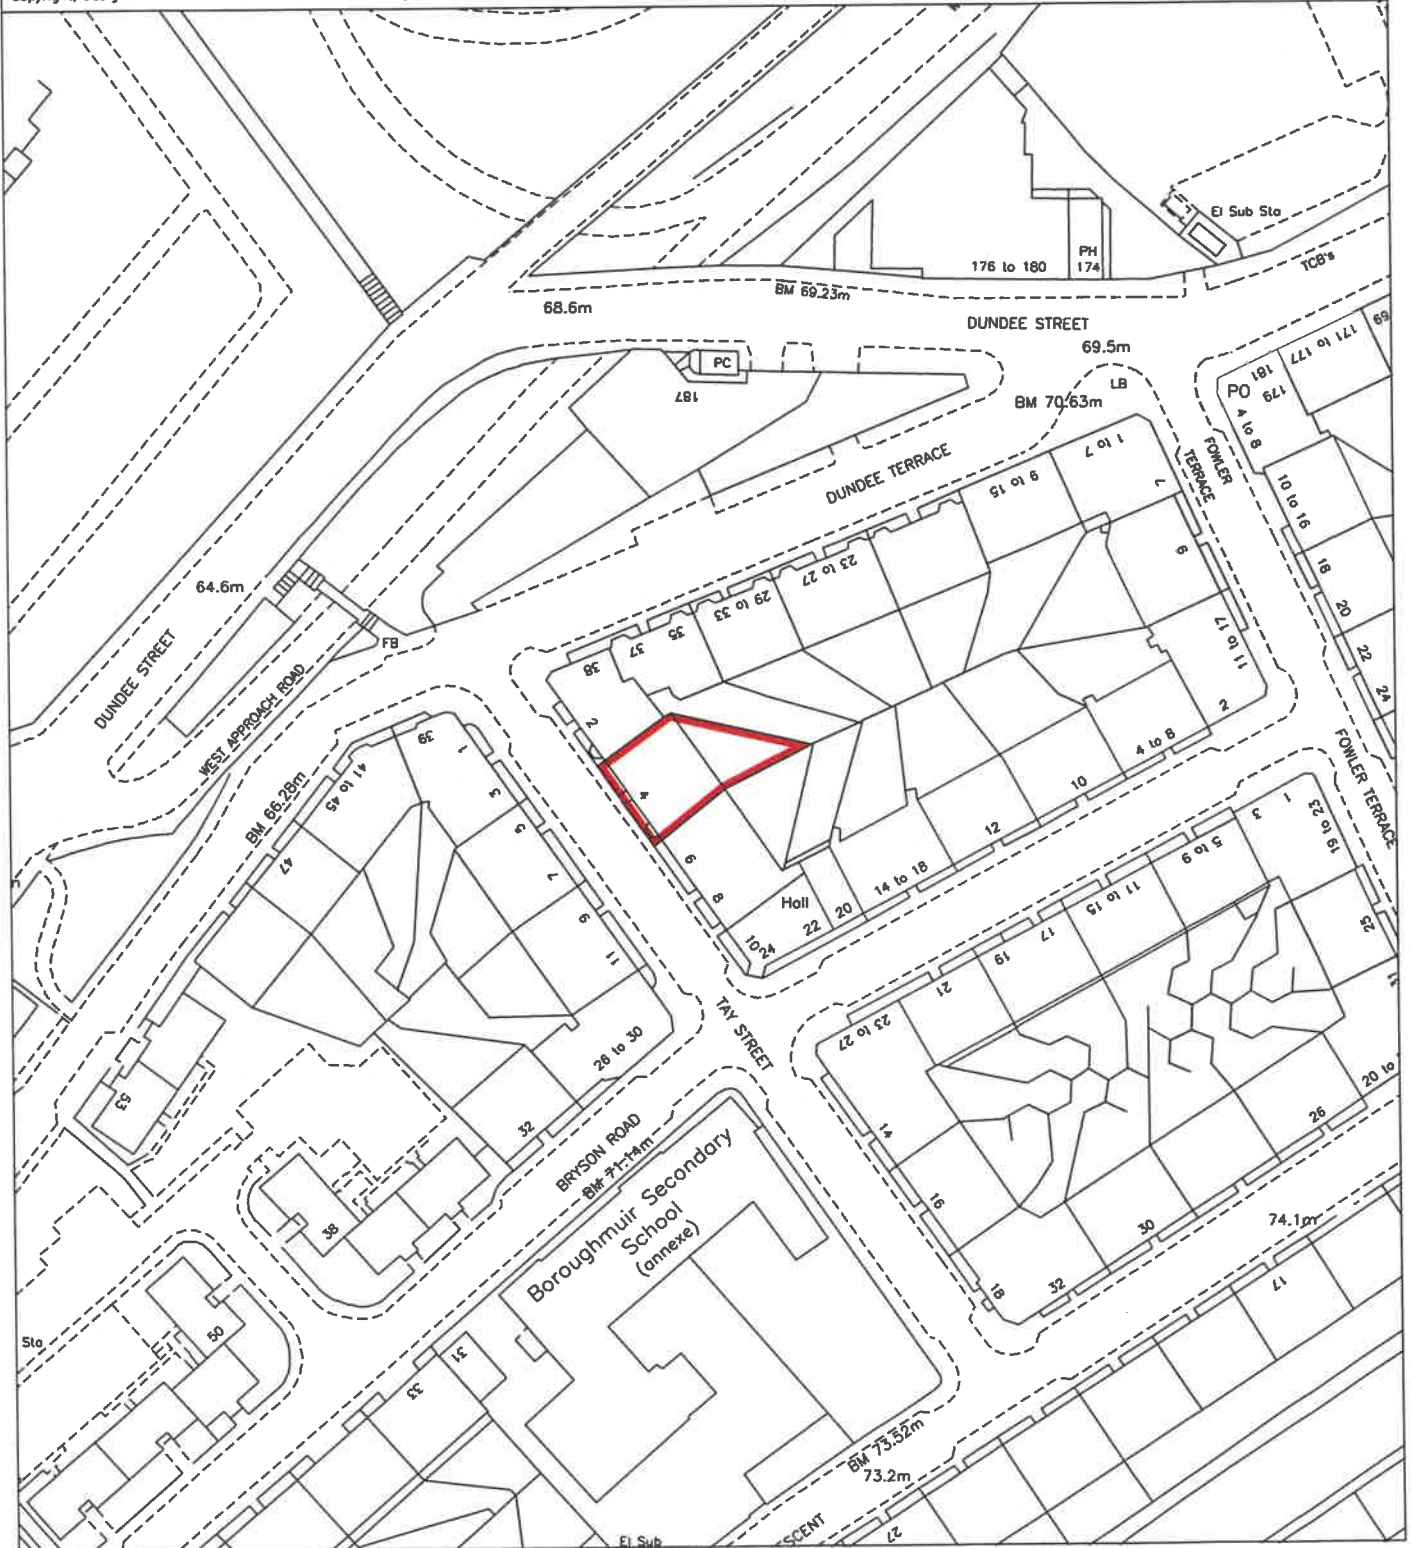 El Sub Sta
TCB's
PH
174
176 to 180
BM 69.23m
68.6m
DUNDEE STREET
69.5m
PC
187
LB
BM 70.63m
69
171 to 177
181
179
PO
4 to 8
FOWLER
TERRACE
1 to 7
7
DUNDEE TERRACE
9 to 15
10 to 16
9
23 to 27
18
29 to 33
20
64.6m
35
11 to 17
22
37
FB
38
24
DUNDEE STREET
WEST APPROACH ROAD
2
2
39
1
41 to 45
3
4 to 8
FOWLER TERRACE
BM 66.28m
4
10
5
1
3
19 to 23
47
12
5 to 9
6
7
14 to 18
11 to 15
8
Hall
9
20
25
22
17
10
24
11
19
21
TAY STREET
23 to 27
26 to 30
53
20 to
14
26
32
BRYSON ROAD
BM 71.14m
Boroughmuir Secondary
School
(annexe)
16
38
30
74.1m
18
32
17
50
Sta
31
33
BM 73.52m
73.2m
27
SCENT
El Sub